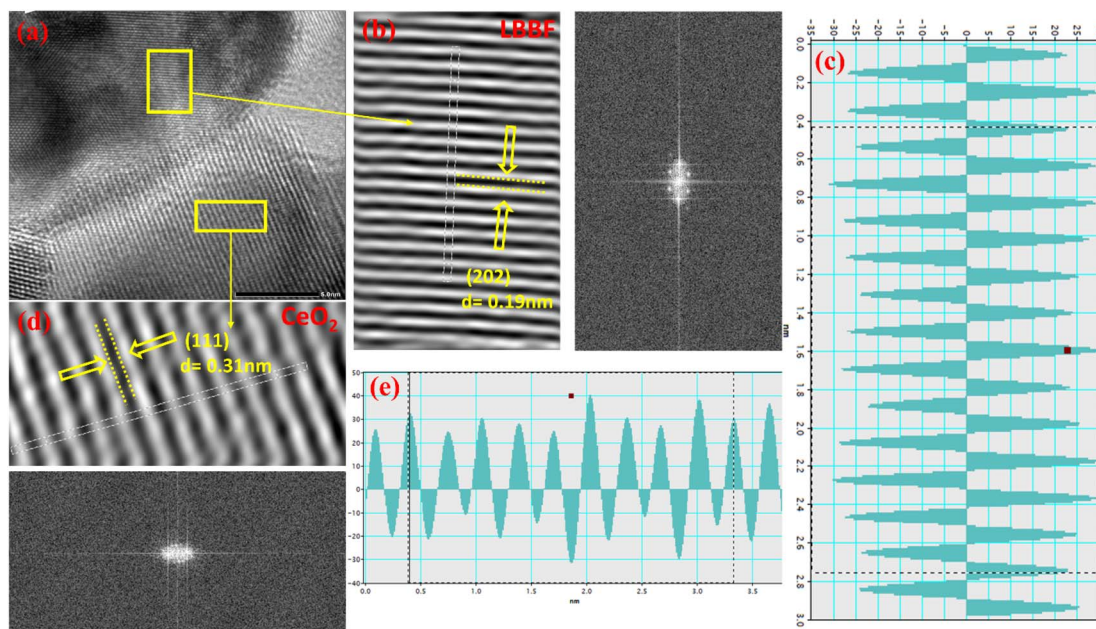 (a)
5.0nm
(b)
LBBF
(202)
d= 0.19nm
(c)
-35 -30 -25 -20 -15 -10 -5 0 5 10 15 20 25
0.0
0.2
0.4
0.6
0.8
1.0
1.2
1.4
1.6
1.8
2.0
2.2
2.4
2.6
2.8
3.0
nm
(d)
CeO₂
(111)
d= 0.31nm
(e)
50
40
30
20
10
0
-10
-20
-30
-40
0.0 0.5 1.0 1.5 2.0 2.5 3.0 3.5
nm